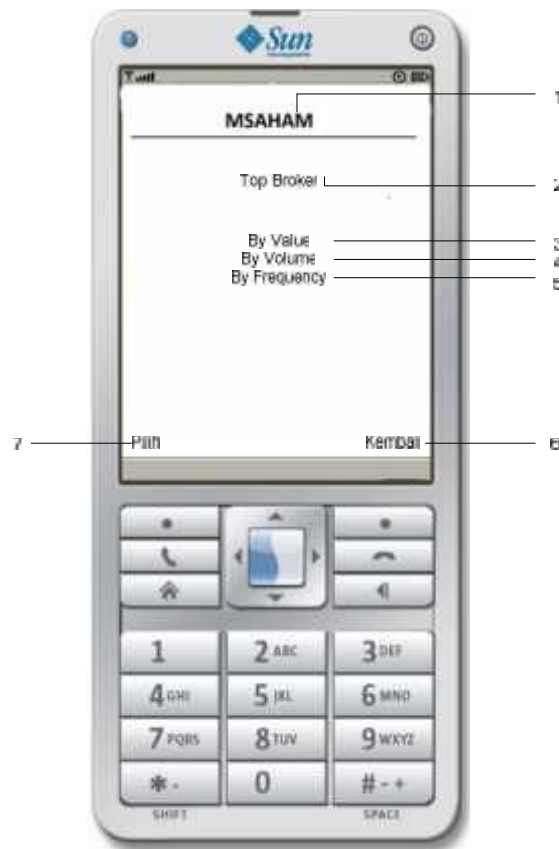 Sun
MSAHAM
1
Top Broker
2
By Value
3
By Volume
4
By Frequency
5
7
Pilih
Kembali
6
1
2 ABC
3 DEF
4 GHI
5 JKL
6 MNO
7 PQRS
8 TUV
9 WXYZ
* -
0
# - +
SHIFT
SPACE